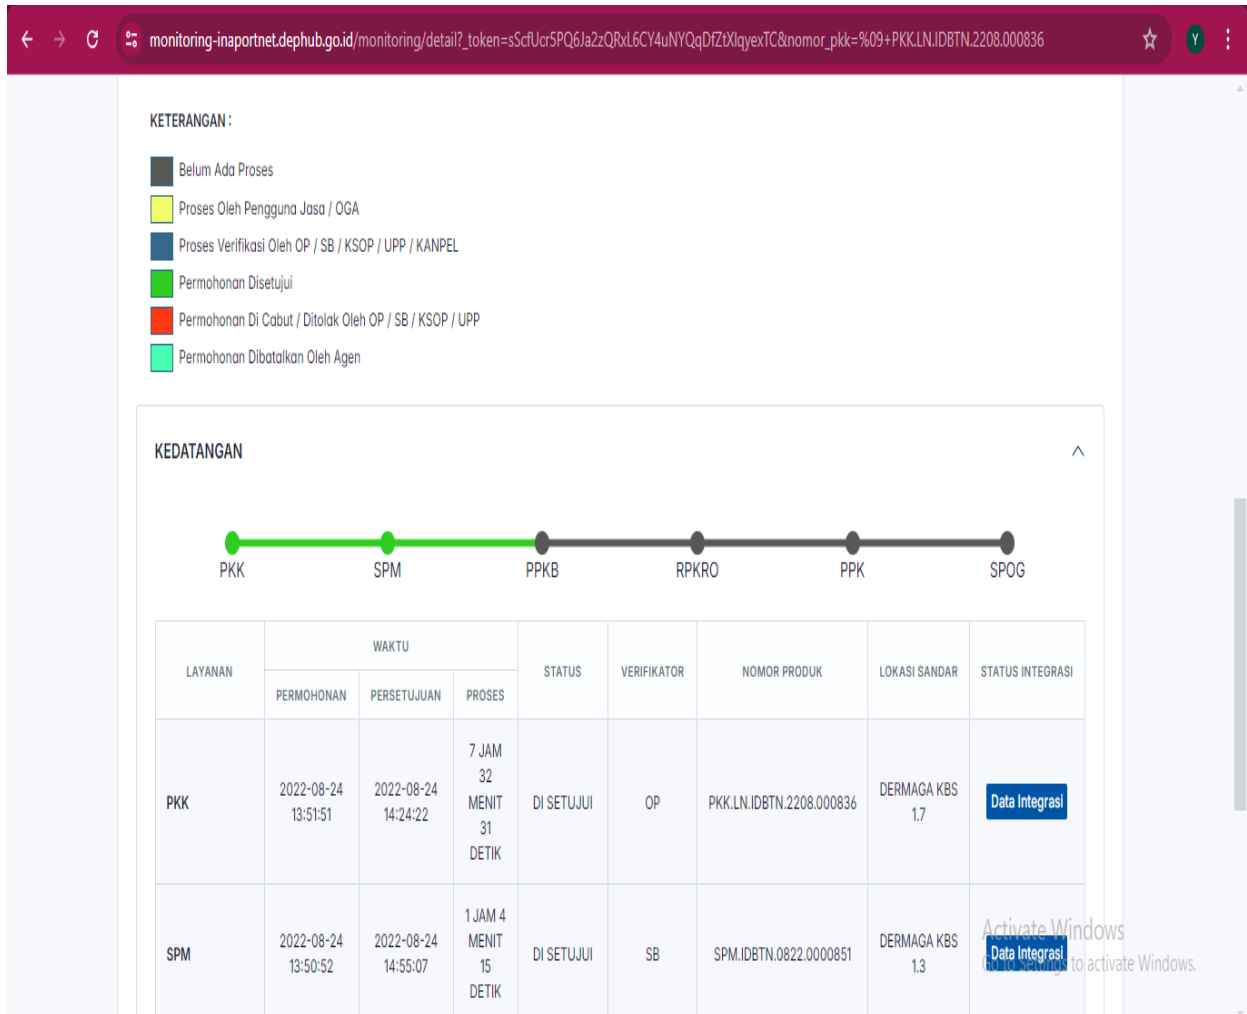 monitoring-inaportnet.dephub.go.id/monitoring/detail?_token=sScfUcr5PQ6Ja2zQRxL6CY4uNYQqDfZtXIqyexTC&nomor_pkk=%09+PKK.LN.IDBTN.2208.000836
Y
KETERANGAN :
Belum Ada Proses
Proses Oleh Pengguna Jasa / OGA
Proses Verifikasi Oleh OP / SB / KSOP / UPP / KANPEL
Permohonan Disetujui
Permohonan Di Cabut / Ditolak Oleh OP / SB / KSOP / UPP
Permohonan Dibatalkan Oleh Agen
KEDATANGAN
PKK SPM PPKB RPKRO PPK SPOG
LAYANAN WAKTU STATUS VERIFIKATOR NOMOR PRODUK LOKASI SANDAR STATUS INTEGRASI
PERMOHONAN PERSETUJUAN PROSES
PKK
2022-08-24
13:51:51
2022-08-24
14:24:22
7 JAM
32
MENIT
31
DETIK
DI SETUJUI
OP
PKK.LN.IDBTN.2208.000836
DERMAGA KBS
1.7
Data Integrasi
SPM
2022-08-24
13:50:52
2022-08-24
14:55:07
1 JAM 4
MENIT
15
DETIK
DI SETUJUI
SB
SPM.IDBTN.0822.0000851
DERMAGA KBS
1.3
Data Integrasi
Activate Windows
Go to Settings to activate Windows.